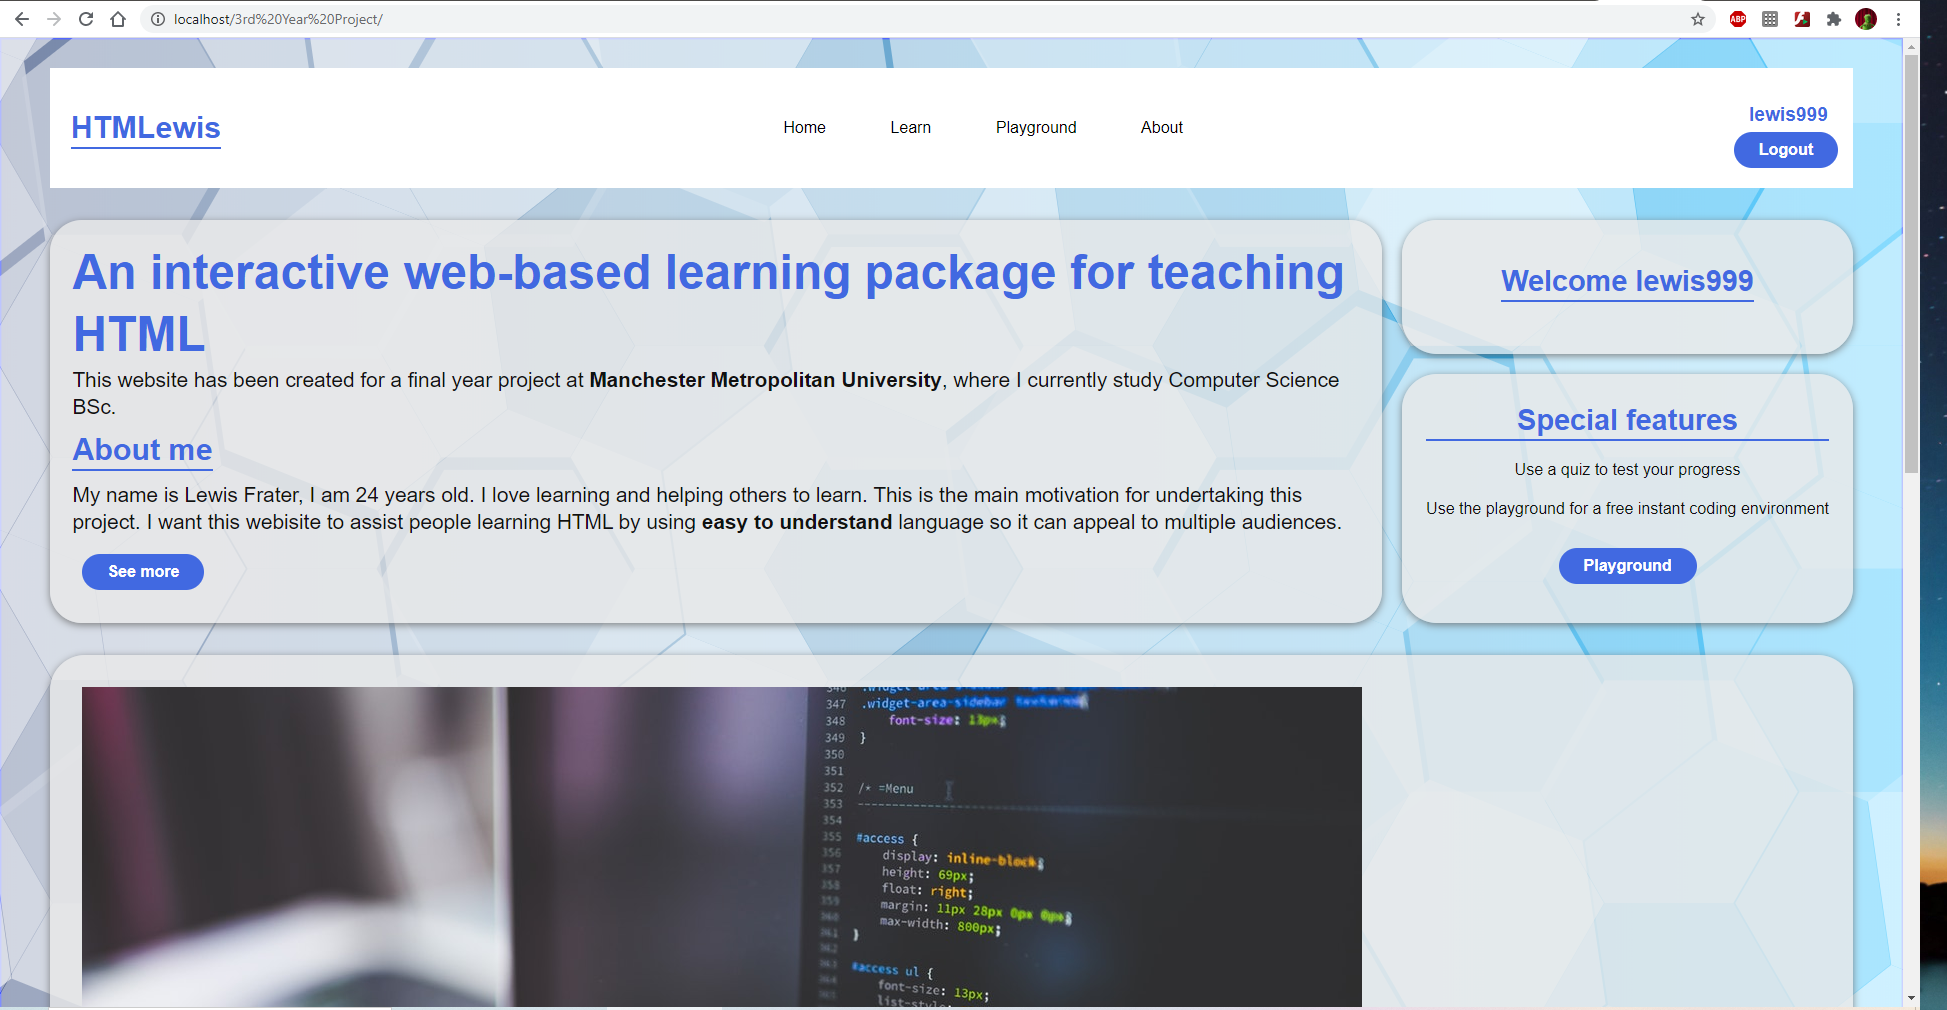 localhost/3rd%20Year%20Project/
ABP
HTMLewis
Home
Learn
Playground
About
lewis999
Logout
An interactive web-based learning package for teaching
HTML
This website has been created for a final year project at Manchester Metropolitan University, where I currently study Computer Science
BSc.
About me
My name is Lewis Frater, I am 24 years old. I love learning and helping others to learn. This is the main motivation for undertaking this
project. I want this webisite to assist people learning HTML by using easy to understand language so it can appeal to multiple audiences.
See more
Welcome lewis999
Special features
Use a quiz to test your progress
Use the playground for a free instant coding environment
Playground
346
347 .widget-area-sidebar
348 font-size: 13px;
349 }
350
351
352 /* =Menu
353 ----------------------------
354
355 #access {
356 display: inline-block;
357 height: 69px;
358 float: right;
359 margin: 11px 28px 0px 0px;
360 max-width: 800px;
361 }
362
363 #access ul {
364 font-size: 13px;
365 list-style: